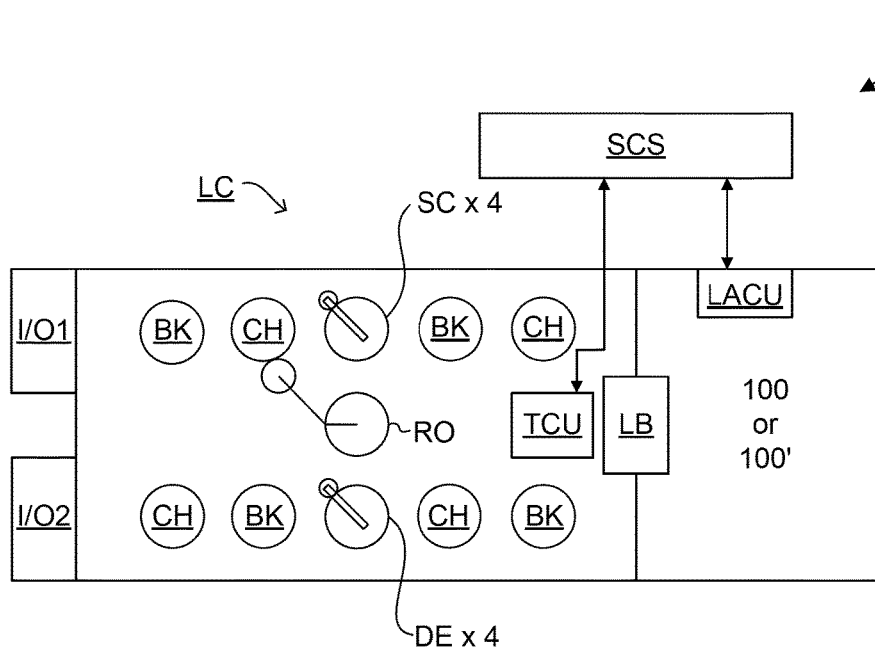 SCS
LC
SC x 4
I/O1
BK
CH
BK
CH
LACU
RO
TCU
LB
100
or
100'
I/O2
CH
BK
CH
BK
DE x 4